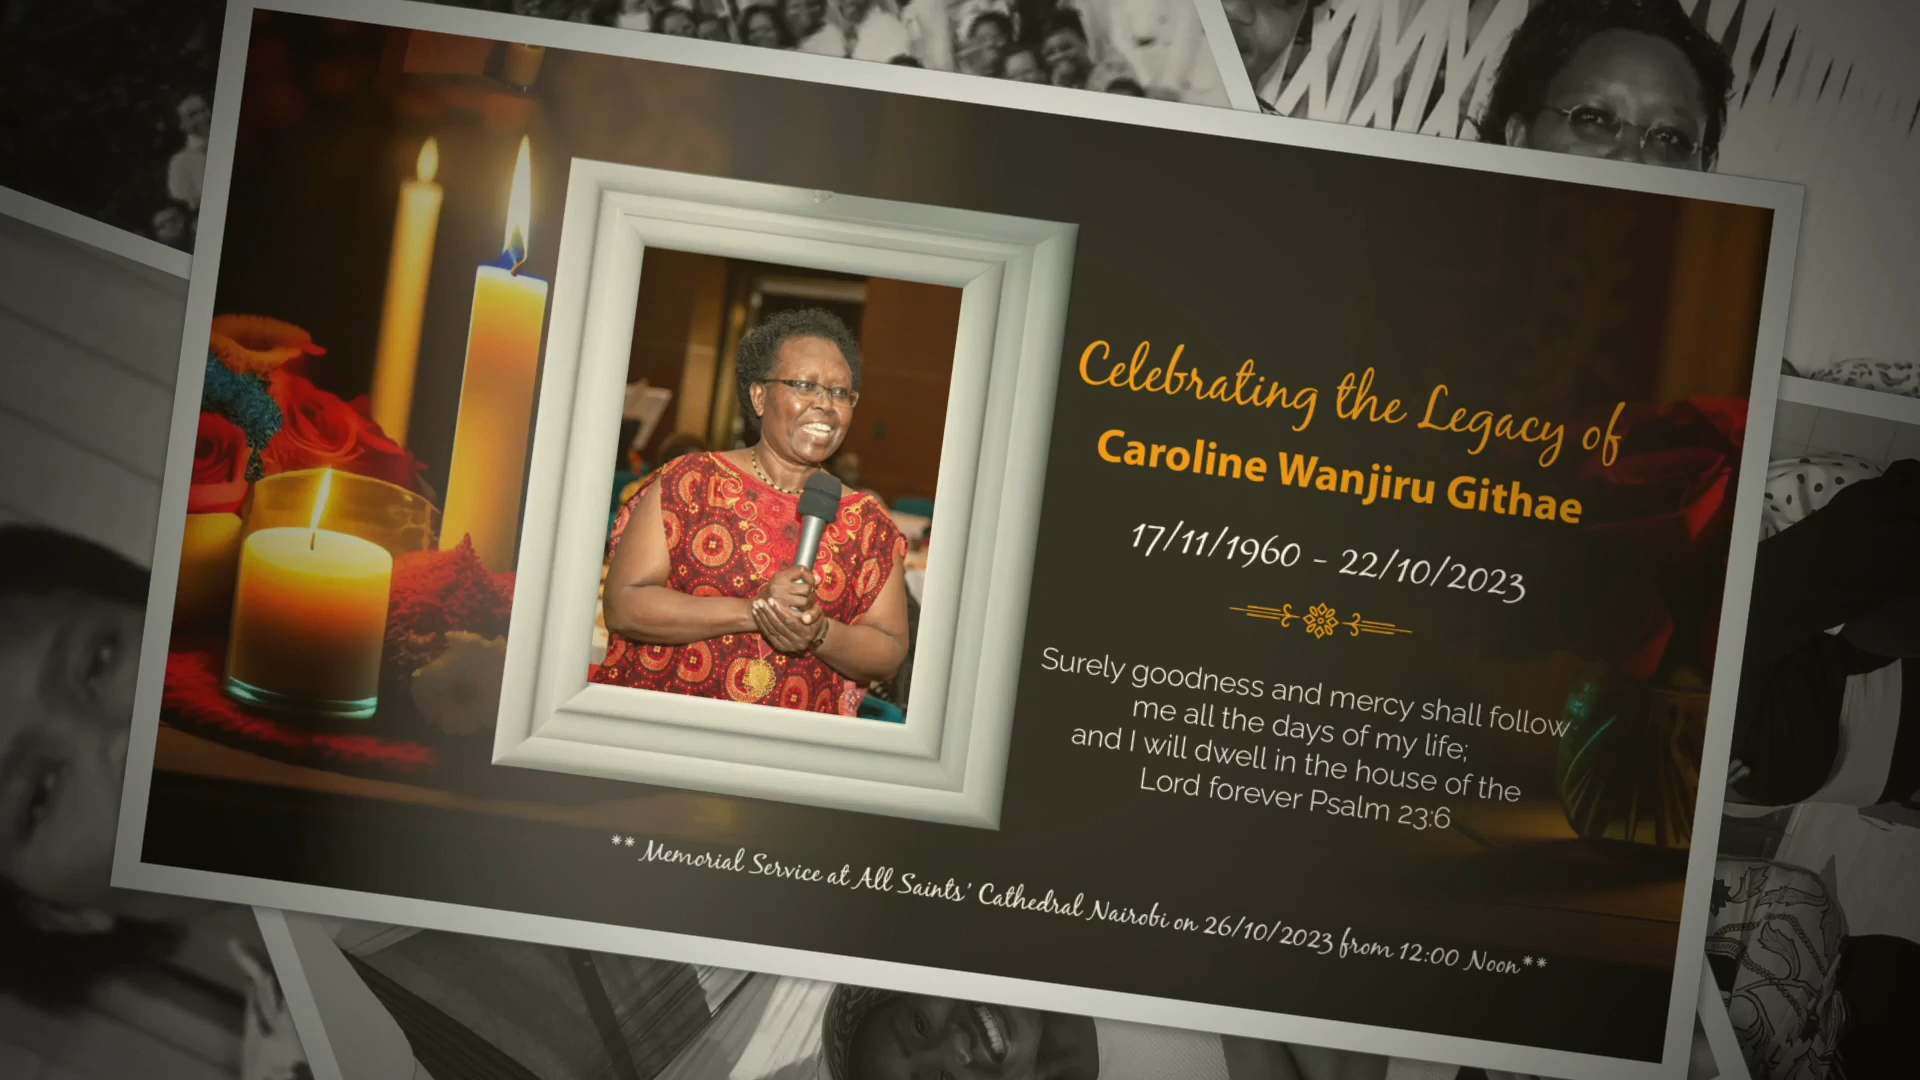 Celebrating the Legacy of
Caroline Wanjiru Githae
17/11/1960 - 22/10/2023
Surely goodness and mercy shall follow
me all the days of my life;
and I will dwell in the house of the
Lord forever Psalm 23:6
** Memorial Service at All Saints' Cathedral Nairobi on 26/10/2023 from 12:00 Noon**